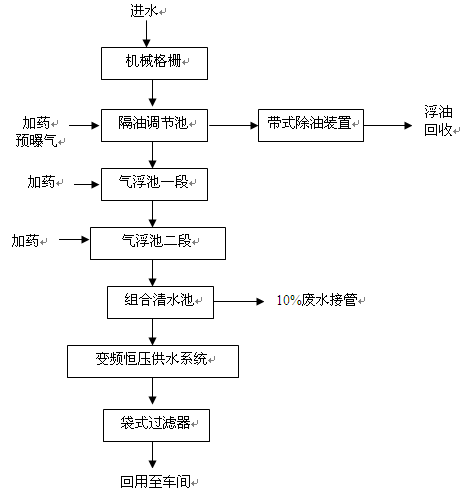 进水
机械格栅
加药
预曝气
隔油调节池
带式除油装置
浮油
回收
加药
气浮池一段
加药
气浮池二段
组合清水池
10%废水接管
变频恒压供水系统
袋式过滤器
回用至车间